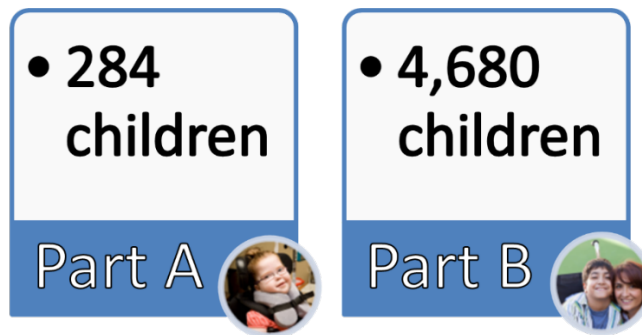 • 284
children
Part A
• 4,680
children
Part B